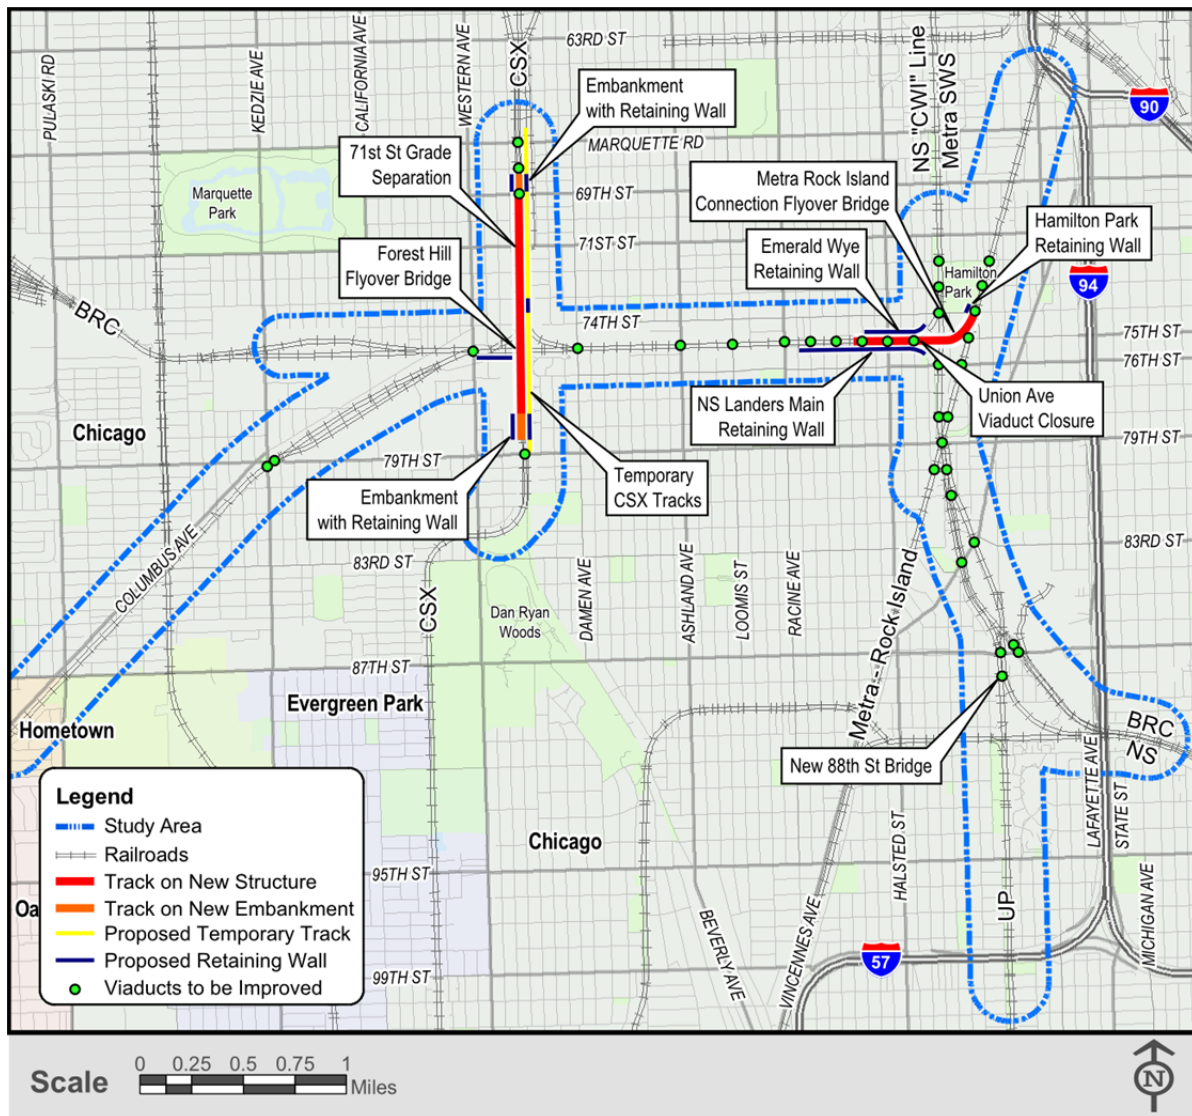 63RD ST
PULASKI RD
KEDZIE AVE
CALIFORNIA AVE
WESTERN AVE
CSX
NS "CWI" Line
Metra SWS
90
Embankment
with Retaining Wall
MARQUETTE RD
71st St Grade
Separation
69TH ST
Metra Rock Island
Connection Flyover Bridge
Hamilton Park
Retaining Wall
Marquette
Park
71ST ST
Forest Hill
Flyover Bridge
Emerald Wye
Retaining Wall
Hamilton
Park
94
BRC
74TH ST
75TH ST
76TH ST
NS Landers Main
Retaining Wall
Union Ave
Viaduct Closure
Chicago
79TH ST
79TH ST
Temporary
CSX Tracks
Embankment
with Retaining Wall
COLUMBUS AVE
83RD ST
83RD ST
CSX
Dan Ryan
Woods
DAMEN AVE
ASHLAND AVE
LOOMIS ST
RACINE AVE
Metra - Rock Island
87TH ST
Evergreen Park
Hometown
New 88th St Bridge
BRC
NS
LAFAYETTE AVE
STATE ST
Legend
Study Area
Railroads
Track on New Structure
Track on New Embankment
Proposed Temporary Track
Proposed Retaining Wall
Viaducts to be Improved
Oa
Chicago
95TH ST
HALSTED ST
UP
MICHIGAN AVE
BEVERLY AVE
VINCENNES AVE
57
99TH ST
Scale
0 0.25 0.5 0.75 1
Miles
N